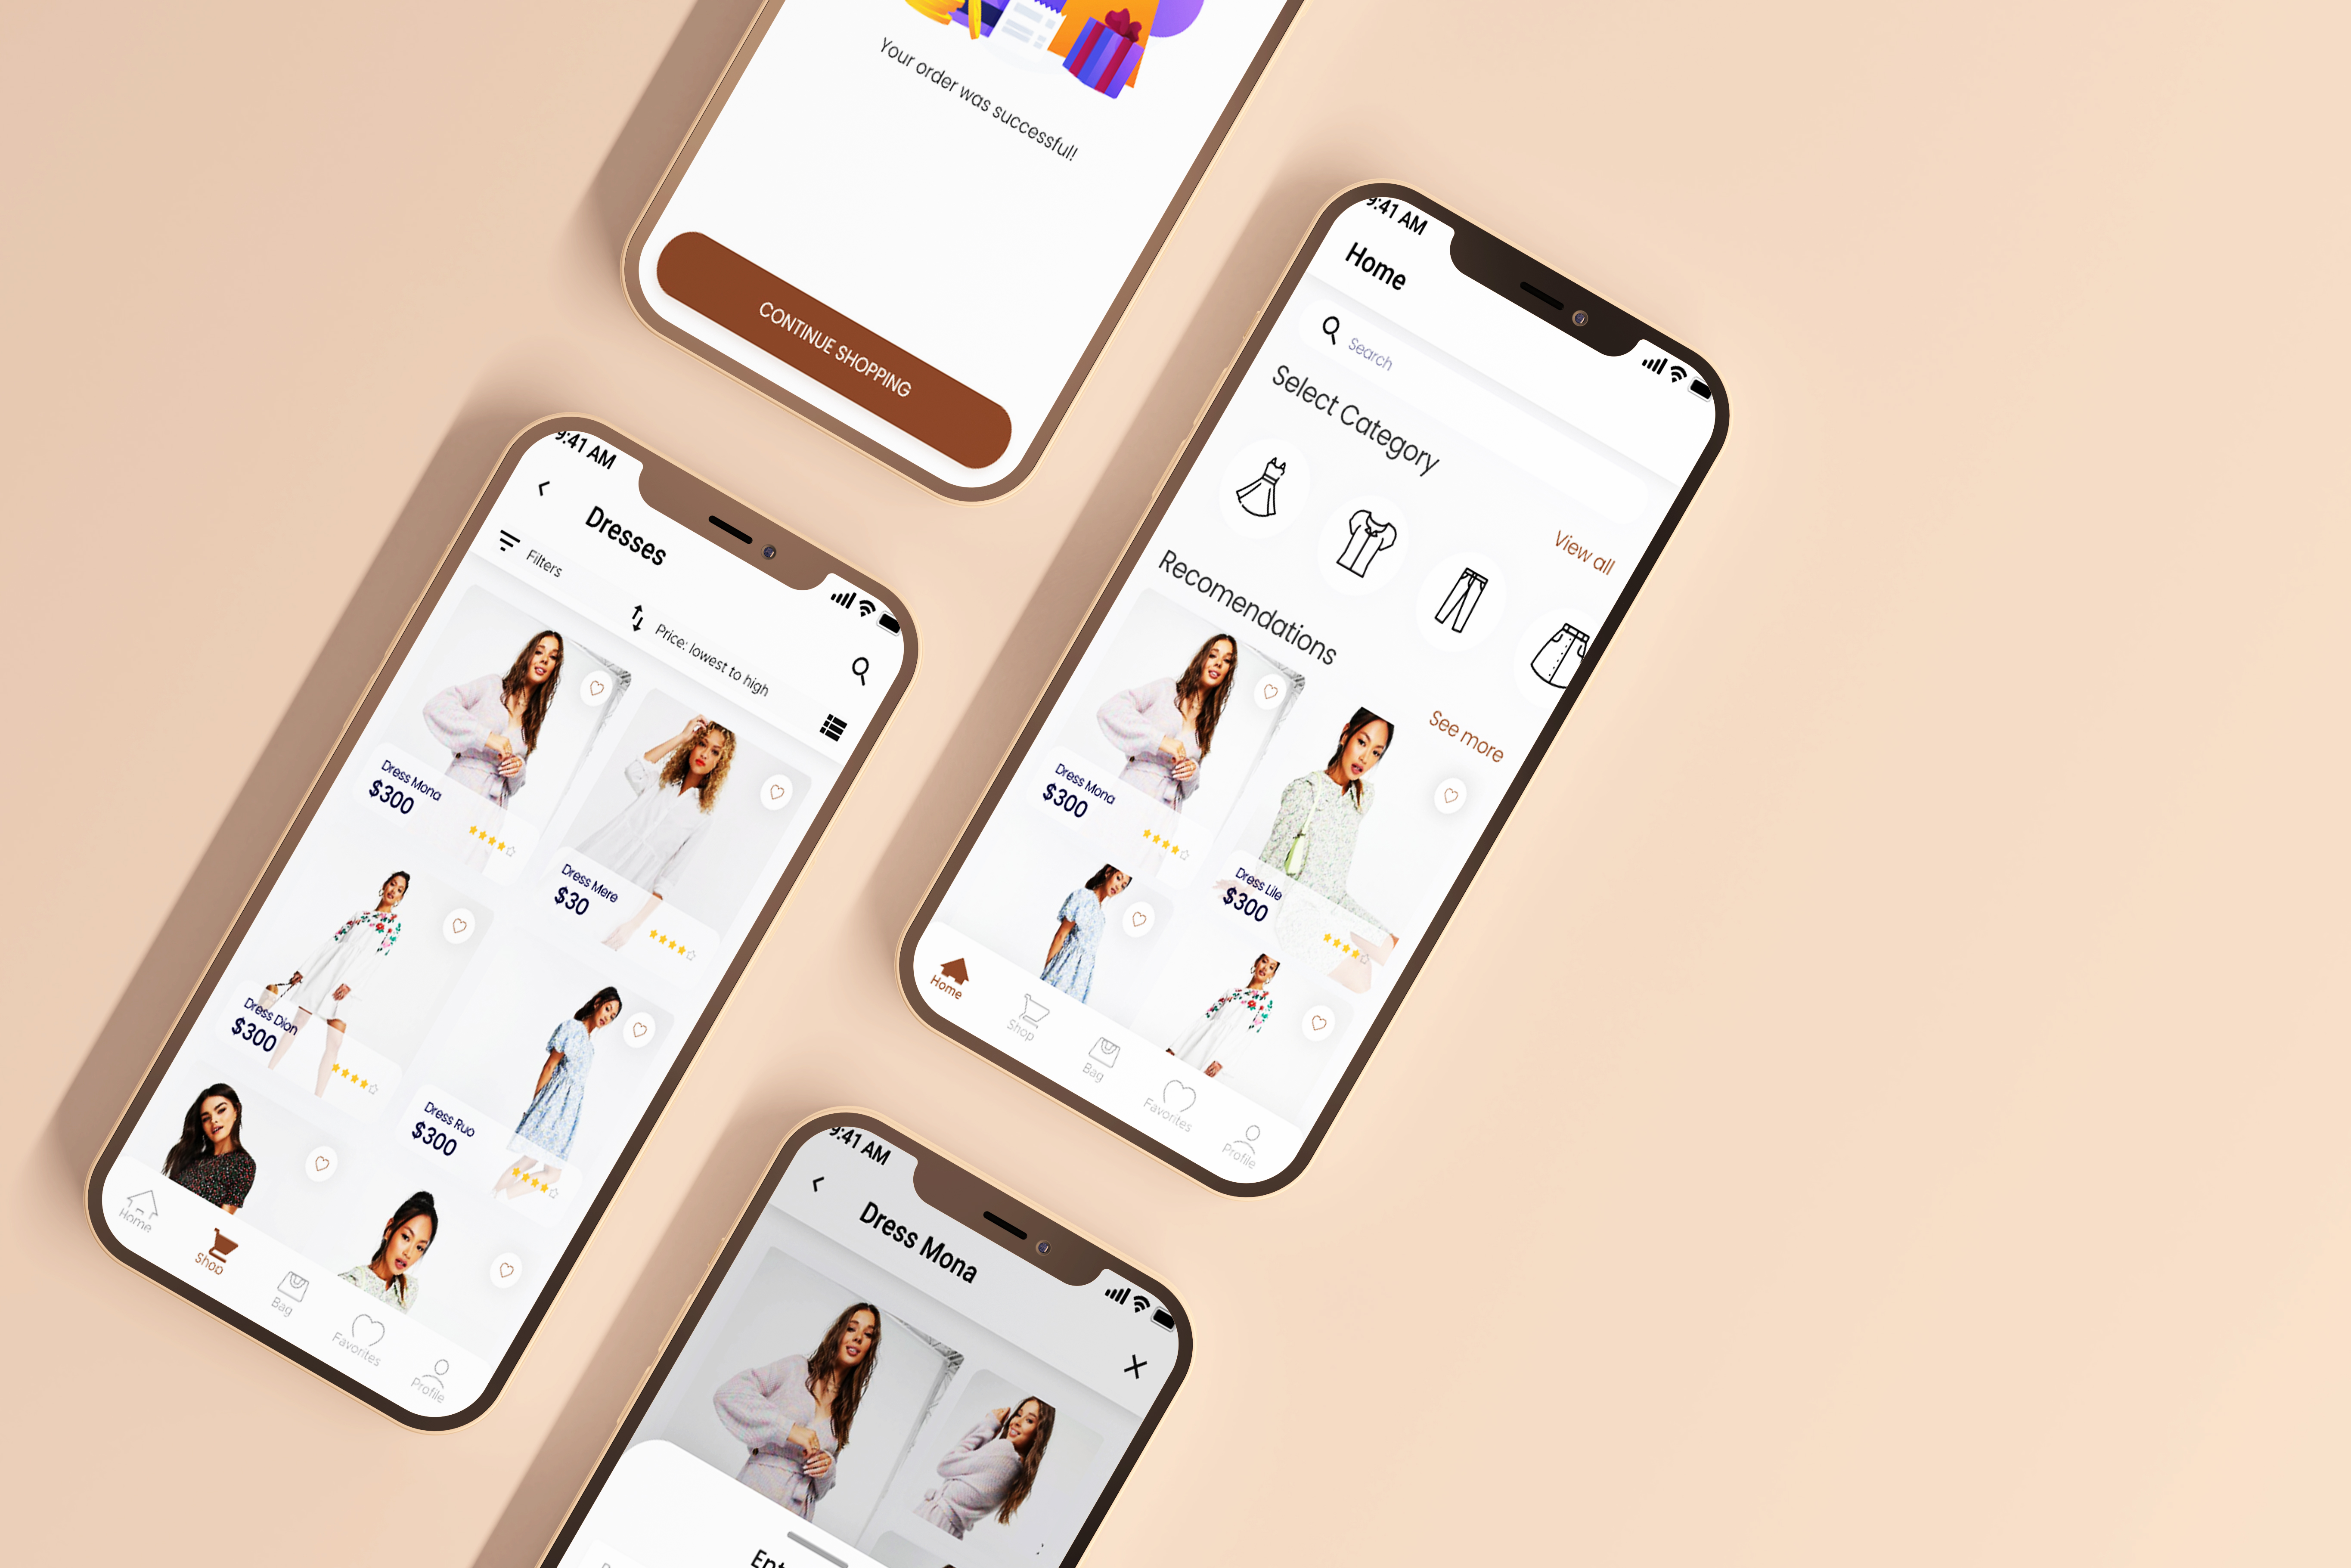 Your order was successful!
CONTINUE SHOPPING
9:41 AM
Home
Search
Select Category
View all
Recomendations
See more
Dress Mona
$300
Dress Lile
$300
Home
Shop
Bag
Favorites
Profile
9:41 AM
Dresses
Filters
Price: lowest to high
Dress Mona
$300
Dress Mere
$30
Dress Dion
$300
Dress Ruo
$300
Home
Shop
Bag
Favorites
Profile
9:41 AM
Dress Mona